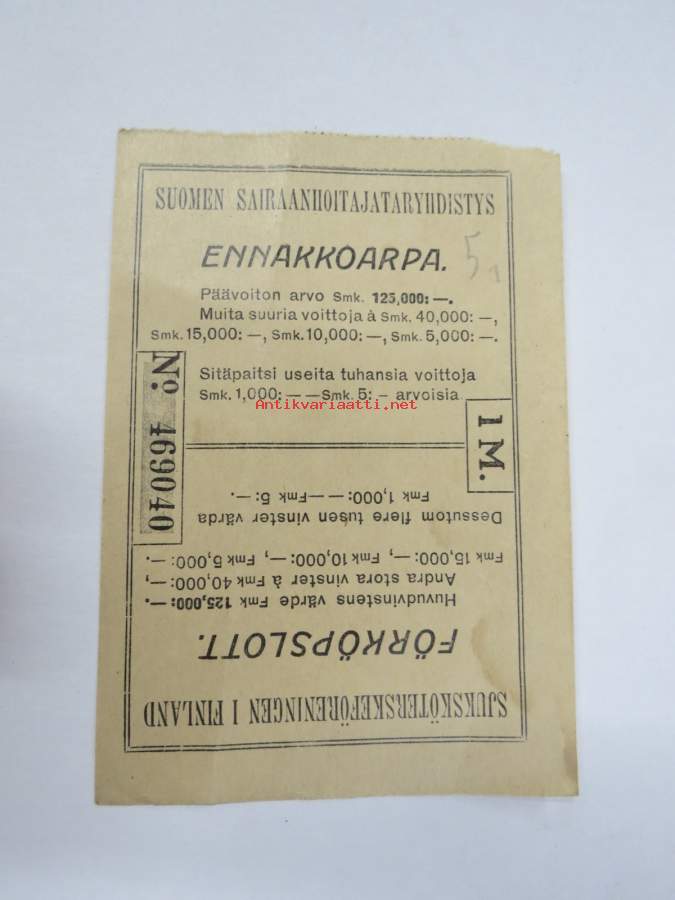 SUOMEN SAIRAANHOITAJATARYHDISTYS
ENNAKKOARPA.
5
Päävoiton arvo Smk. 125,000: —.
Muita suuria voittoja à Smk. 40,000: —,
Smk. 15,000: —, Smk. 10,000: —, Smk. 5,000: —.
Sitäpaitsi useita tuhansia voittoja
Smk. 1,000: — —Smk. 5: — arvoisia
Antikvariaatti.net
No: 469040
1 M.
SJUKSKÖTERSKEFÖRENINGEN I FINLAND
FÖRKÖPSLOTT.
Huvudvinstens värde Fmk 125,000: —.
Andra stora vinster à Fmk 40,000: —,
Fmk 15,000: —, Fmk 10,000: —, Fmk 5,000: —.
Dessutom flere tusen vinster värda
Fmk 1,000: — —Fmk 5: —.